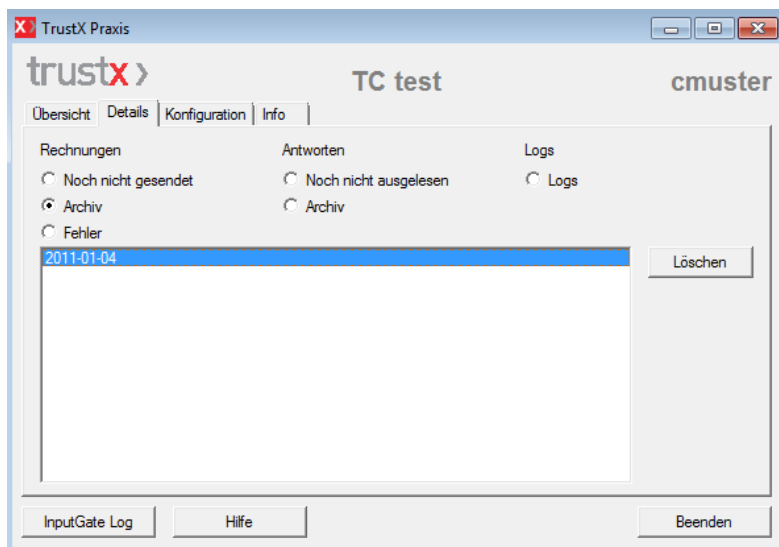 TrustX Praxis
trustx
TC test
cmuster
Übersicht Details Konfiguration Info
Rechnungen Antworten Logs
Noch nicht gesendet Noch nicht ausgelesen Logs
Archiv Archiv
Fehler
2011-01-04
Löschen
InputGate Log Hilfe Beenden